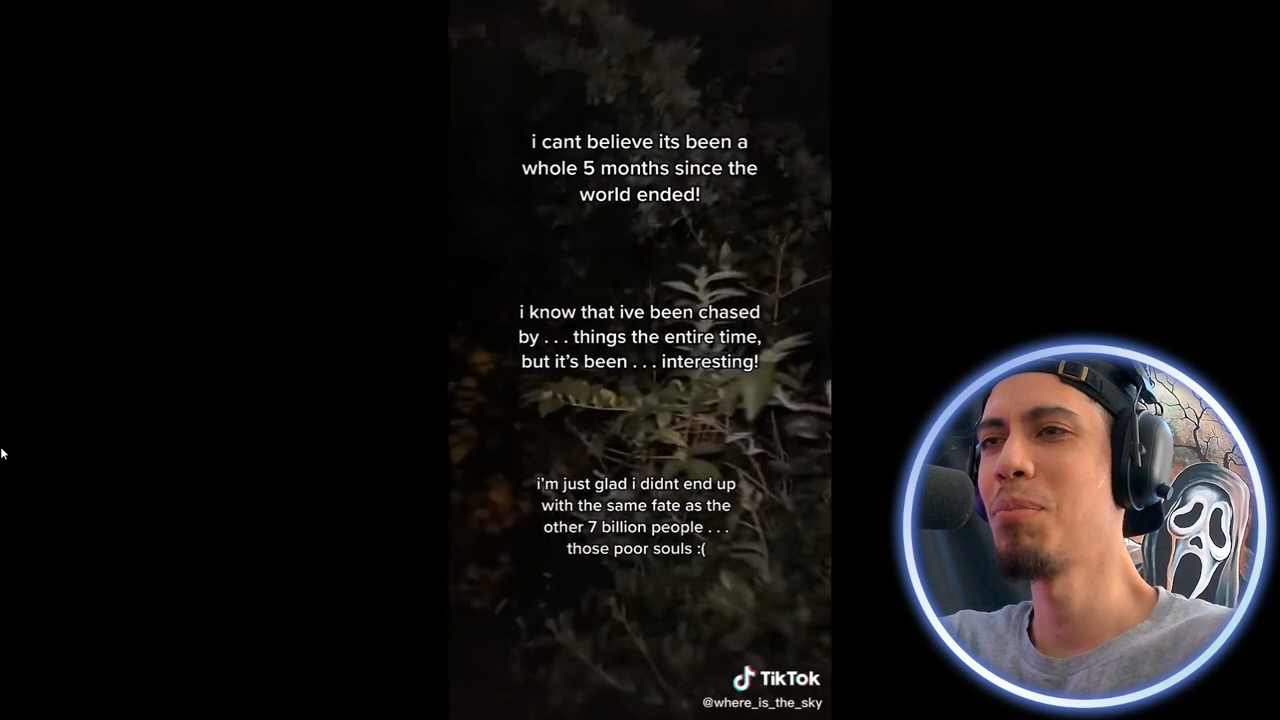 i cant believe its been a
whole 5 months since the
world ended!
i know that ive been chased
by . . . things the entire time,
but it’s been . . . interesting!
i’m just glad i didnt end up
with the same fate as the
other 7 billion people . . .
those poor souls :(
TikTok
@where_is_the_sky